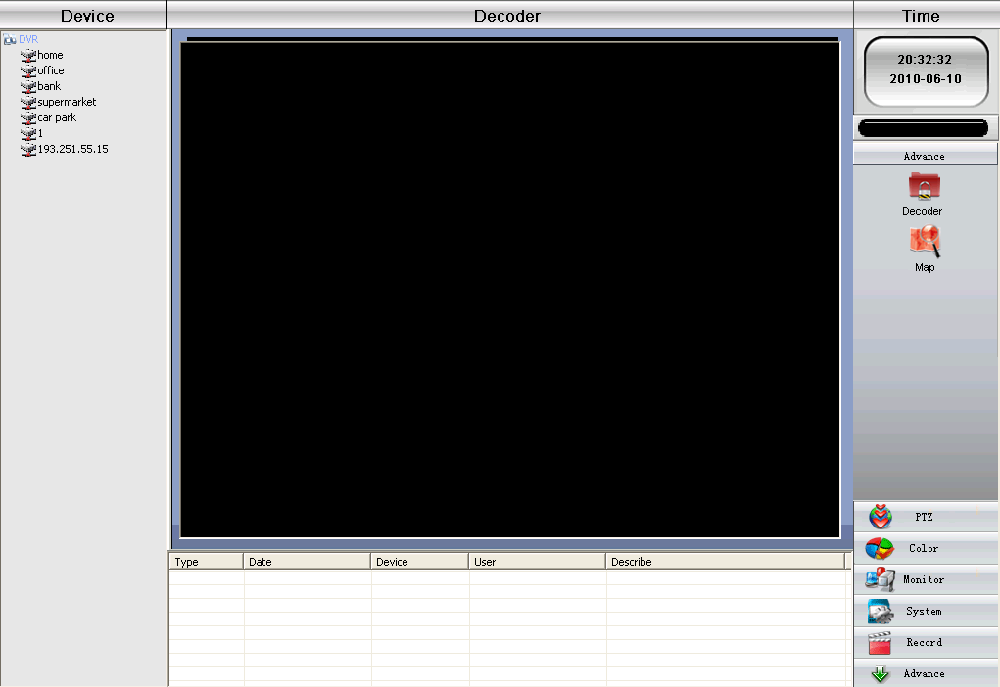 Device
Decoder
Time
DVR
home
office
bank
supermarket
car park
1
193.251.55.15
20:32:32
2010-06-10
Advance
Decoder
Map
PTZ
Color
Monitor
System
Record
Advance
Type Date Device User Describe